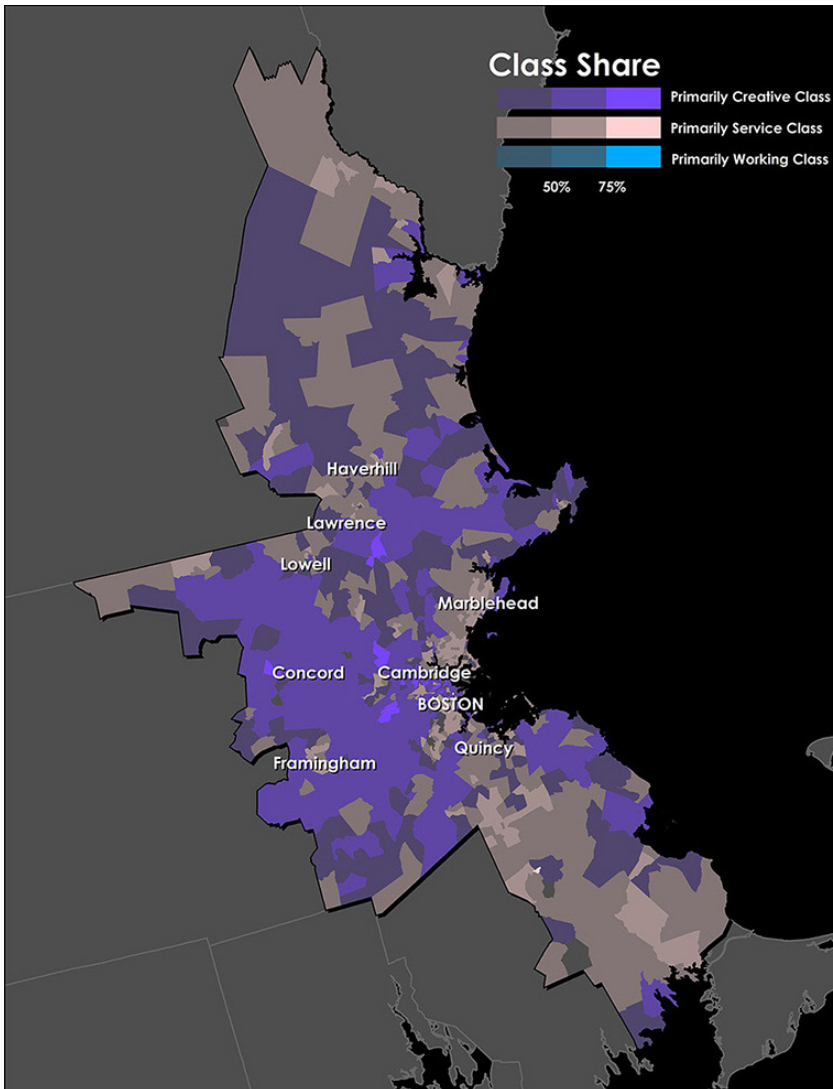 Class Share
Primarily Creative Class
Primarily Service Class
Primarily Working Class
50% 75%
Haverhill
Lawrence
Lowell
Marblehead
Concord Cambridge
BOSTON
Quincy
Framingham